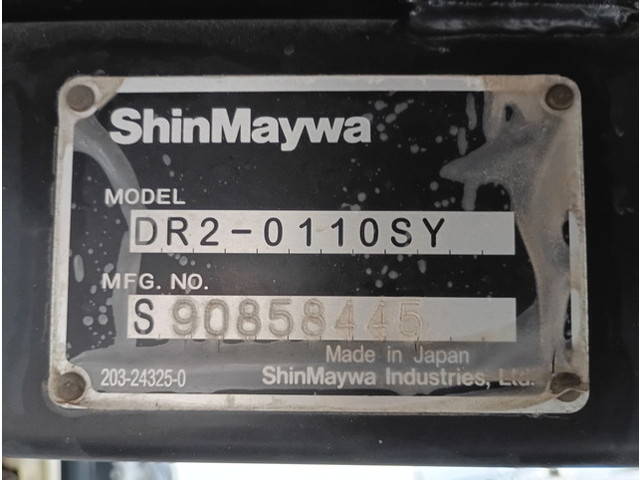 ShinMaywa
MODEL
DR2-0110SY
MFG. NO.
S 90858445
Made in Japan
203-24325-0 ShinMaywa Industries, Ltd.